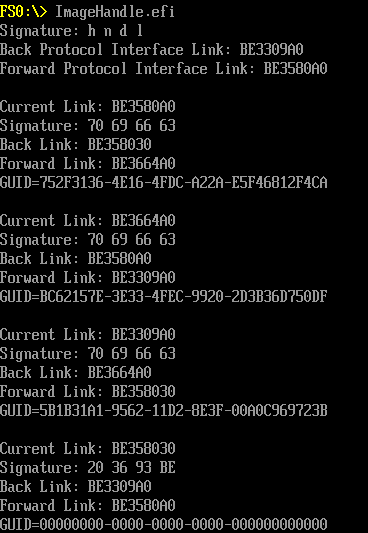 FS0:\> ImageHandle.efi
Signature: h n d l
Back Protocol Interface Link: BE3309A0
Forward Protocol Interface Link: BE3580A0
Current Link: BE3580A0
Signature: 70 69 66 63
Back Link: BE358030
Forward Link: BE3664A0
GUID=752F3136-4E16-4FDC-A22A-E5F46812F4CA
Current Link: BE3664A0
Signature: 70 69 66 63
Back Link: BE3580A0
Forward Link: BE3309A0
GUID=BC62157E-3E33-4FEC-9920-2D3B36D750DF
Current Link: BE3309A0
Signature: 70 69 66 63
Back Link: BE3664A0
Forward Link: BE358030
GUID=5B1B31A1-9562-11D2-8E3F-00A0C969723B
Current Link: BE358030
Signature: 20 36 93 BE
Back Link: BE3309A0
Forward Link: BE3580A0
GUID=00000000-0000-0000-0000-000000000000